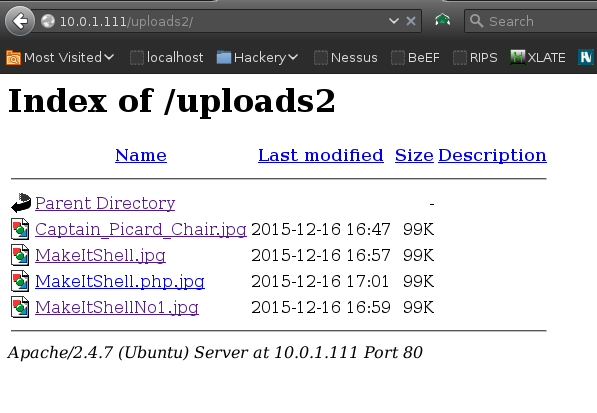 10.0.1.111/uploads2/
Search
Most Visited localhost Hackery Nessus BeEF RIPS XLATE
Index of /uploads2
Name Last modified Size Description
Parent Directory -
Captain_Picard_Chair.jpg 2015-12-16 16:47 99K
MakeItShell.jpg 2015-12-16 16:57 99K
MakeItShell.php.jpg 2015-12-16 17:01 99K
MakeItShellNo1.jpg 2015-12-16 16:59 99K
Apache/2.4.7 (Ubuntu) Server at 10.0.1.111 Port 80